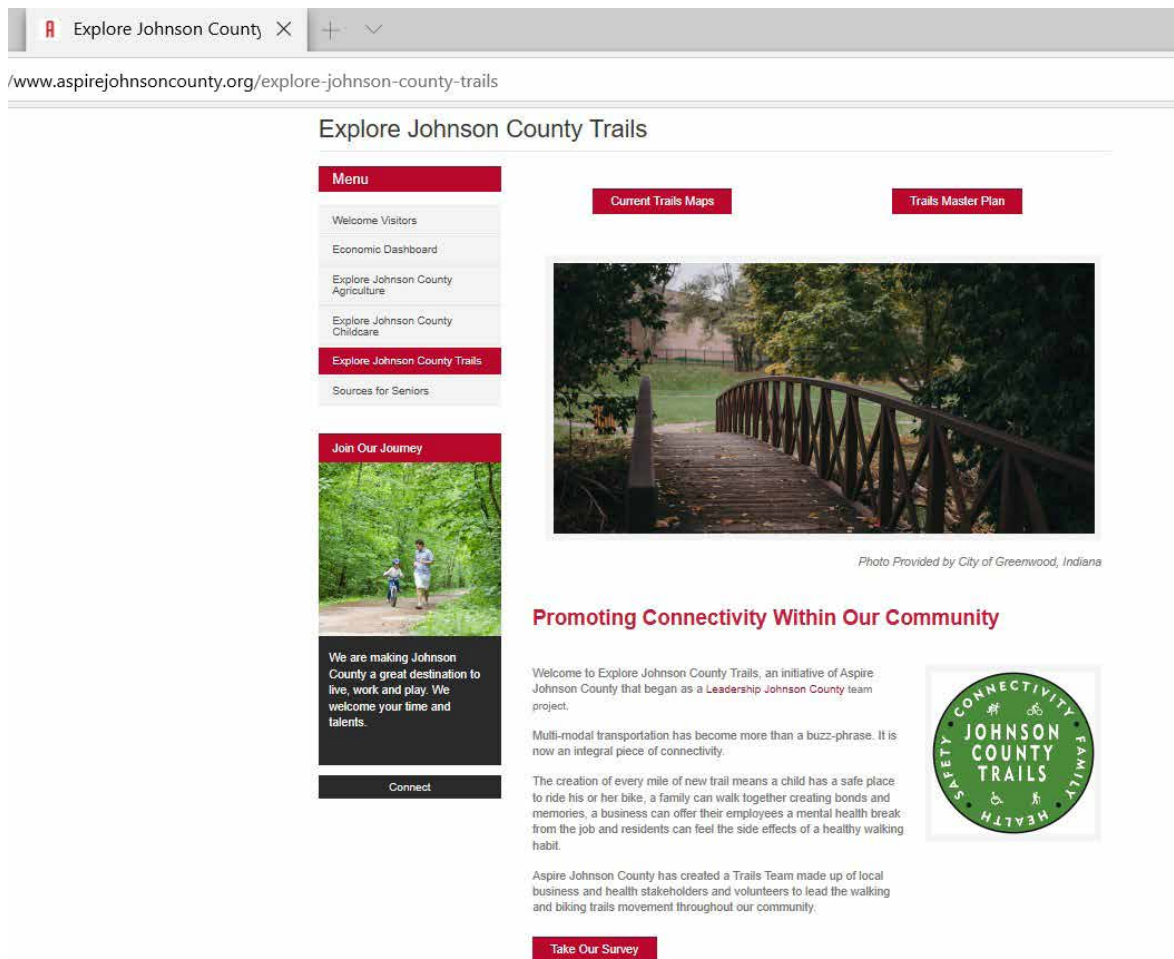 Explore Johnson County
/www.aspirejohnsoncounty.org/explore-johnson-county-trails
Explore Johnson County Trails
Menu
Welcome Visitors
Economic Dashboard
Explore Johnson County
Agriculture
Explore Johnson County
Childcare
Explore Johnson County Trails
Sources for Seniors
Join Our Journey
We are making Johnson
County a great destination to
live, work and play. We
welcome your time and
talents.
Connect
Current Trails Maps
Trails Master Plan
Photo Provided by City of Greenwood, Indiana
Promoting Connectivity Within Our Community
Welcome to Explore Johnson County Trails, an initiative of Aspire
Johnson County that began as a Leadership Johnson County team
project.
Multi-modal transportation has become more than a buzz-phrase. It is
now an integral piece of connectivity.
The creation of every mile of new trail means a child has a safe place
to ride his or her bike, a family can walk together creating bonds and
memories, a business can offer their employees a mental health break
from the job and residents can feel the side effects of a healthy walking
habit.
Aspire Johnson County has created a Trails Team made up of local
business and health stakeholders and volunteers to lead the walking
and biking trails movement throughout our community.
Take Our Survey
CONNECTIVITY
FAMILY
HEALTH
SAFETY
JOHNSON
COUNTY
TRAILS